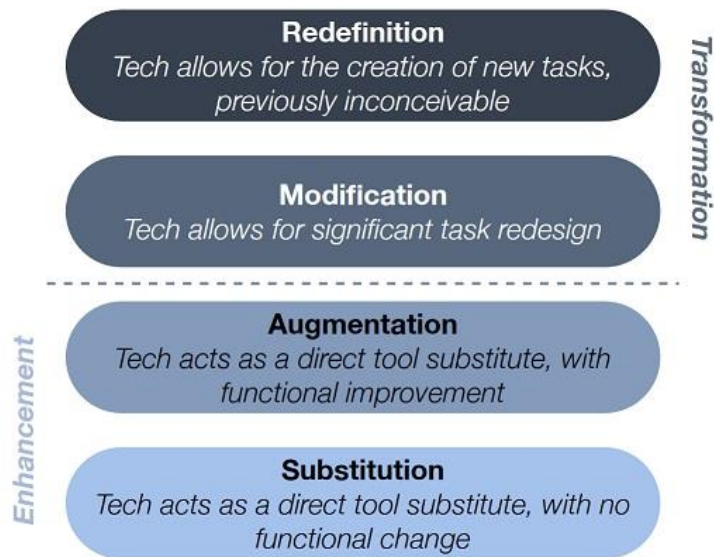 Redefinition
Tech allows for the creation of new tasks,
previously inconceivable
Transformation
Modification
Tech allows for significant task redesign
Augmentation
Tech acts as a direct tool substitute, with
functional improvement
Enhancement
Substitution
Tech acts as a direct tool substitute, with no
functional change